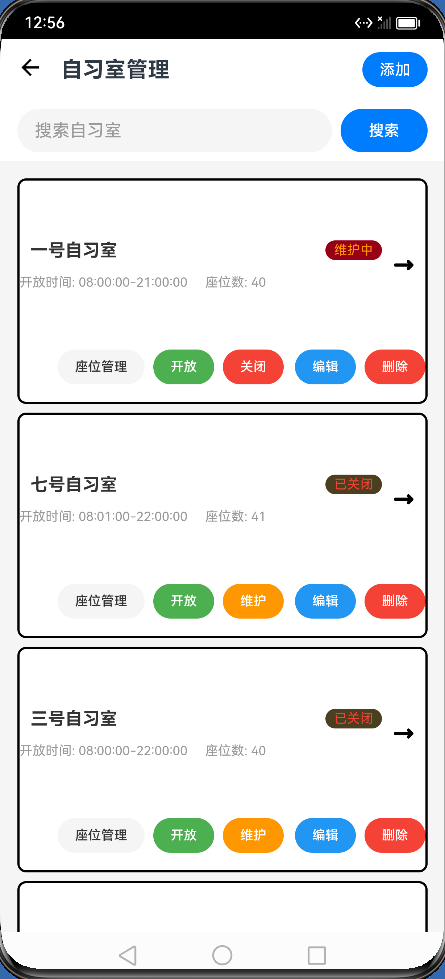 12:56
自习室管理 添加
搜索自习室 搜索
一号自习室 维护中
开放时间: 08:00:00-21:00:00 座位数: 40
座位管理 开放 关闭 编辑 删除
七号自习室 已关闭
开放时间: 08:01:00-22:00:00 座位数: 41
座位管理 开放 维护 编辑 删除
三号自习室 已关闭
开放时间: 08:00:00-22:00:00 座位数: 40
座位管理 开放 维护 编辑 删除